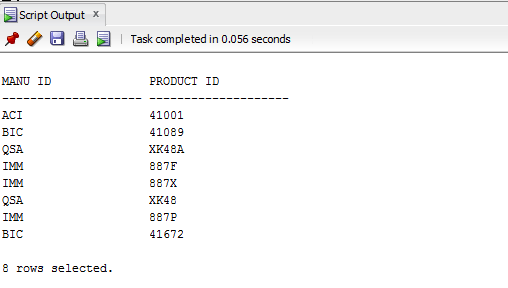 Script Output x
Task completed in 0.056 seconds
MANU ID PRODUCT ID
-------------------- --------------------
ACI 41001
BIC 41089
QSA XK48A
IMM 887F
IMM 887X
QSA XK48
IMM 887P
BIC 41672
8 rows selected.